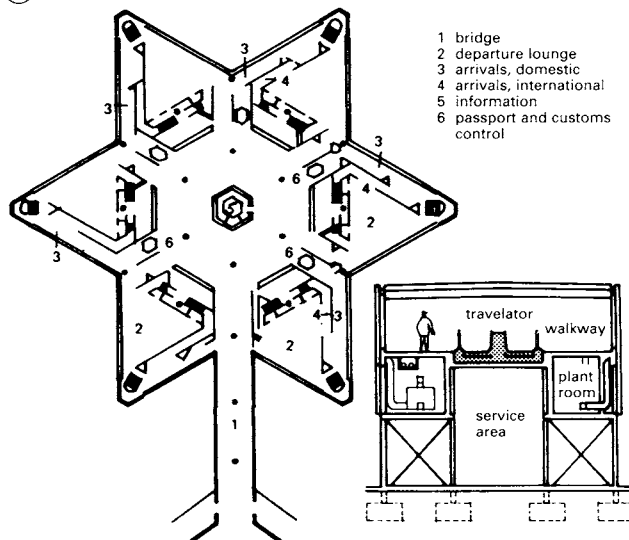 1 bridge
2 departure lounge
3 arrivals, domestic
4 arrivals, international
5 information
6 passport and customs
control
3
4
3
3
6
4
2
5
6
6
3
4
3
2
2
1
travelator
walkway
plant
room
service
area